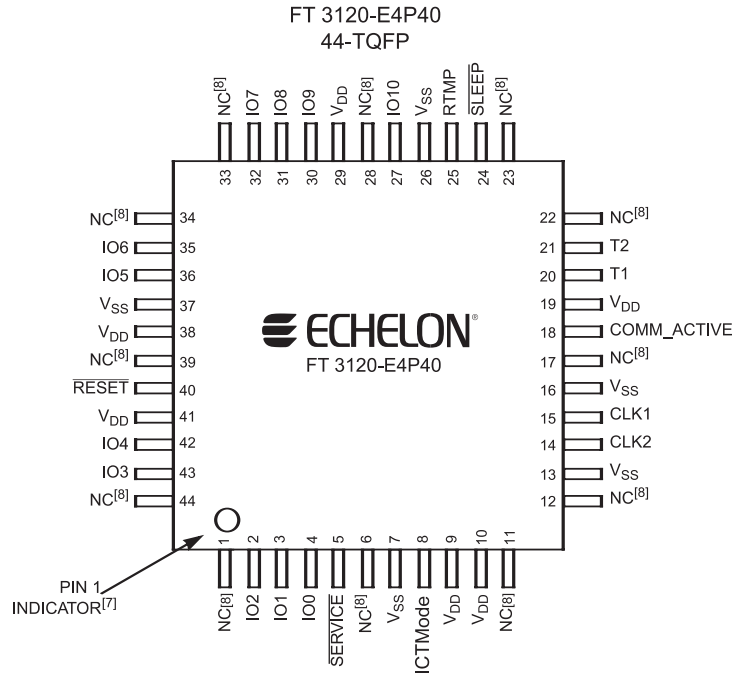 FT 3120-E4P40
44-TQFP
NC[8] IO7 IO8 IO9 VDD NC[8] IO10 VSS RTMP SLEEP NC[8]
33 32 31 30 29 28 27 26 25 24 23
NC[8] 34 22 NC[8]
IO6 35 21 T2
IO5 36 20 T1
VSS 37 19 VDD
VDD 38 18 COMM_ACTIVE
NC[8] 39 17 NC[8]
RESET 40 16 VSS
VDD 41 15 CLK1
IO4 42 14 CLK2
IO3 43 13 VSS
NC[8] 44 12 NC[8]
ECHELON®
FT 3120-E4P40
1 2 3 4 5 6 7 8 9 10 11
NC[8] IO2 IO1 IO0 SERVICE NC[8] VSS ICTMode VDD VDD NC[8]
PIN 1
INDICATOR[7]